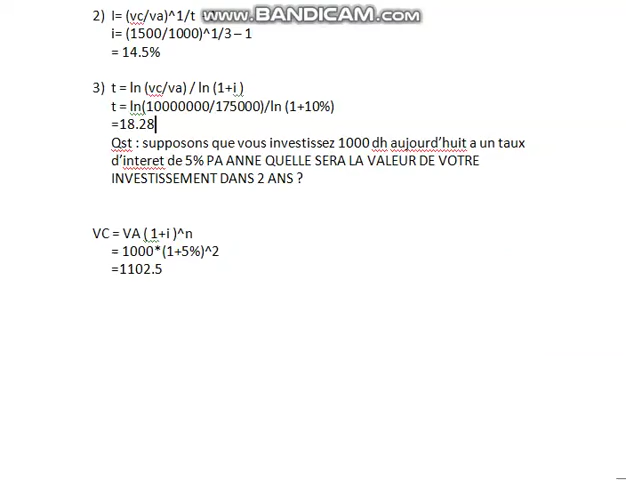 www.BANDICAM.com
2) I= (vc/va)^1/t
i= (1500/1000)^1/3 – 1
= 14.5%
3) t = ln (vc/va) / ln (1+i )
t = ln(10000000/175000)/ln (1+10%)
=18.28
Qst : supposons que vous investissez 1000 dh aujourd’huit a un taux
d’interet de 5% PA ANNE QUELLE SERA LA VALEUR DE VOTRE
INVESTISSEMENT DANS 2 ANS ?
VC = VA ( 1+i )^n
= 1000*(1+5%)^2
=1102.5